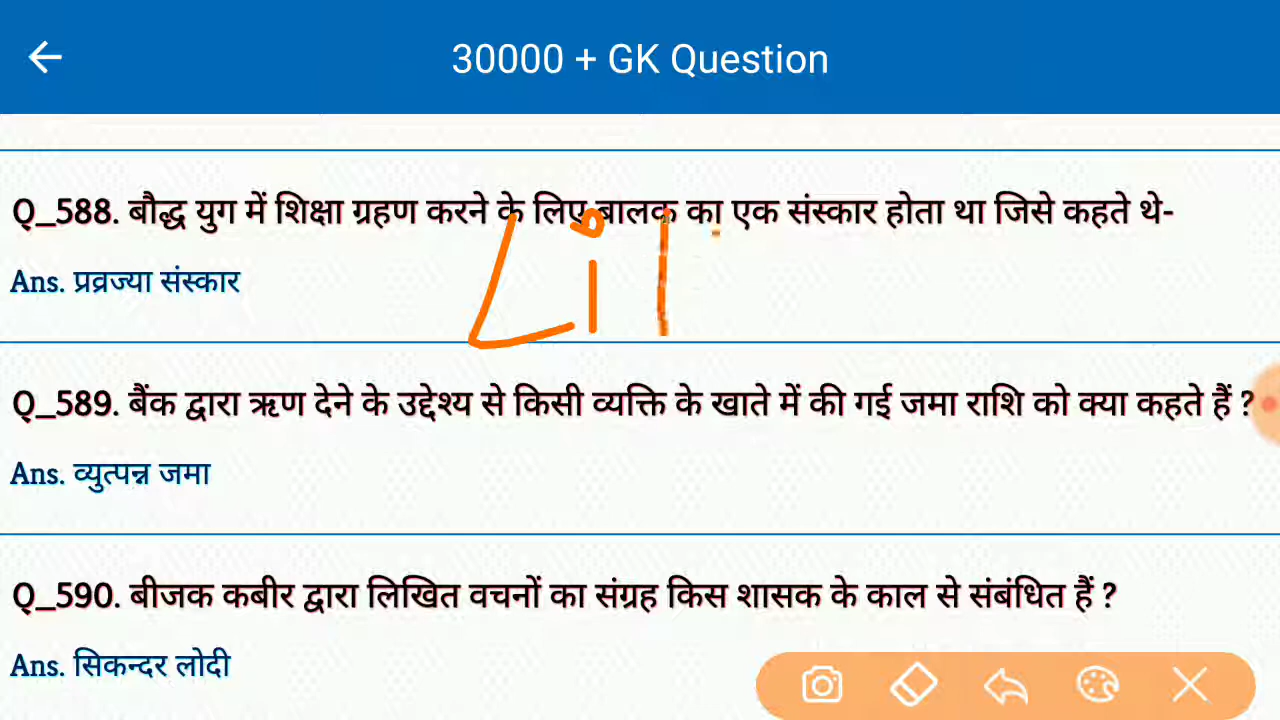 30000 + GK Question
Q_588. बौद्ध युग में शिक्षा ग्रहण करने के लिए बालक का एक संस्कार होता था जिसे कहते थे-
Ans. प्रव्रज्या संस्कार
Q_589. बैंक द्वारा ऋण देने के उद्देश्य से किसी व्यक्ति के खाते में की गई जमा राशि को क्या कहते हैं ?
Ans. व्युत्पन्न जमा
Q_590. बीजक कबीर द्वारा लिखित वचनों का संग्रह किस शासक के काल से संबंधित हैं ?
Ans. सिकन्दर लोदी